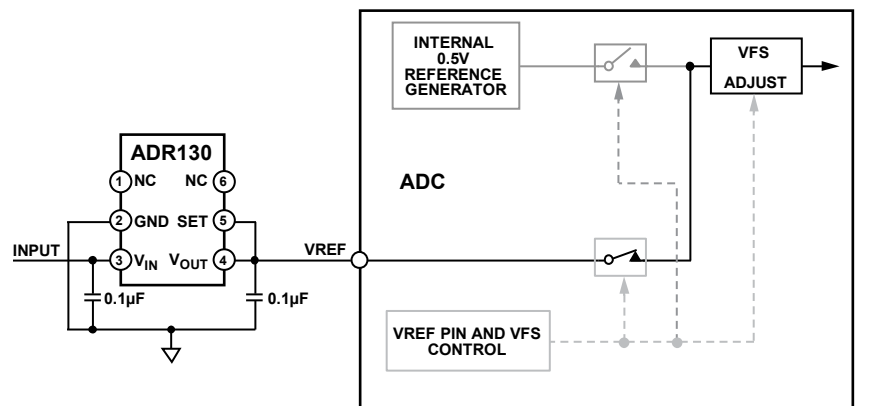 INTERNAL
0.5V
REFERENCE
GENERATOR
VFS
ADJUST
ADR130
1 NC
NC 6
2 GND
SET 5
3 VIN
VOUT 4
INPUT
0.1µF
0.1µF
VREF
ADC
VREF PIN AND VFS
CONTROL